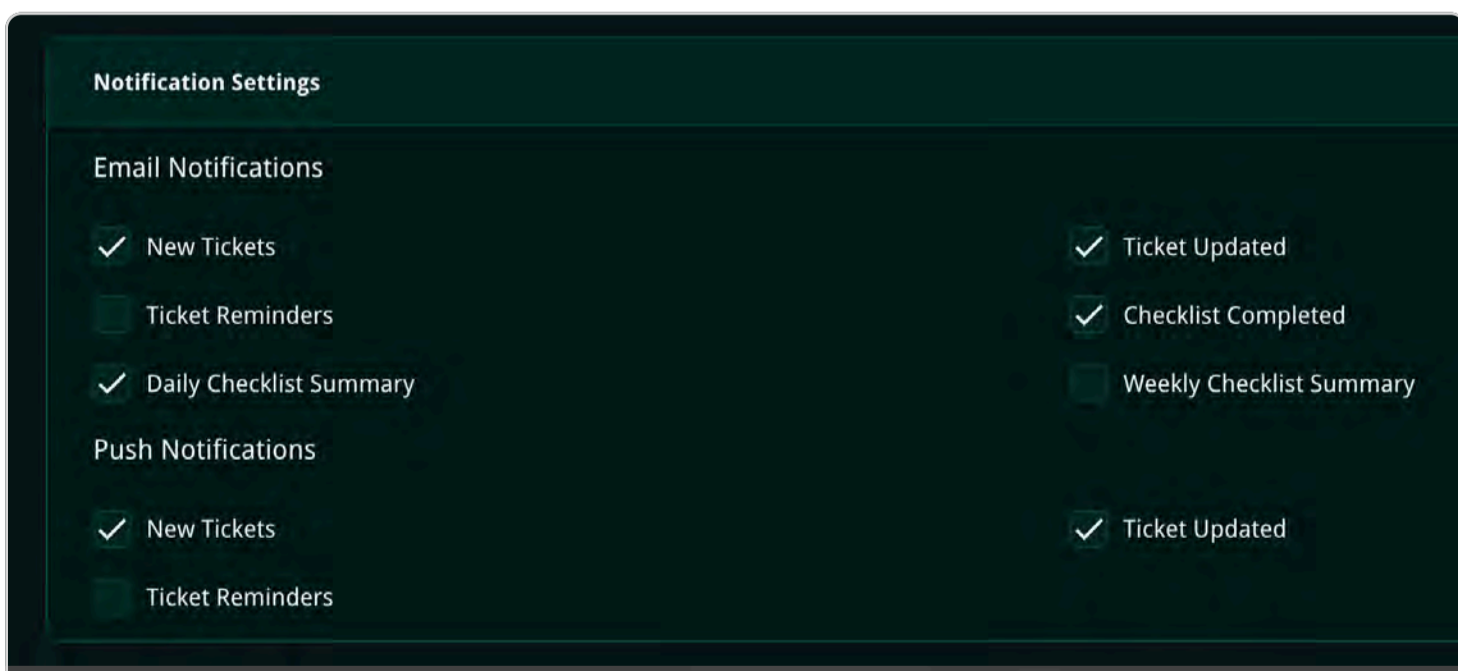 Notification Settings
Email Notifications
New Tickets
Ticket Updated
Ticket Reminders
Checklist Completed
Daily Checklist Summary
Weekly Checklist Summary
Push Notifications
New Tickets
Ticket Updated
Ticket Reminders